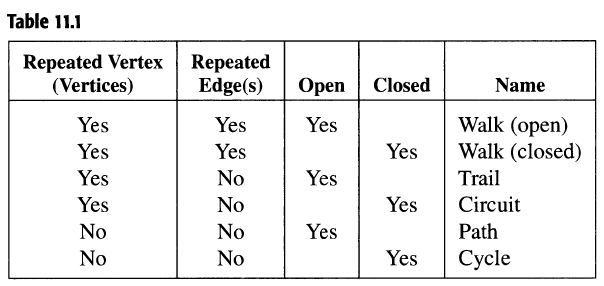 Table 11.1
Repeated Vertex (Vertices) Repeated Edge(s) Open Closed Name
Yes Yes Yes Walk (open)
Yes Yes Yes Walk (closed)
Yes No Yes Trail
Yes No Yes Circuit
No No Yes Path
No No Yes Cycle